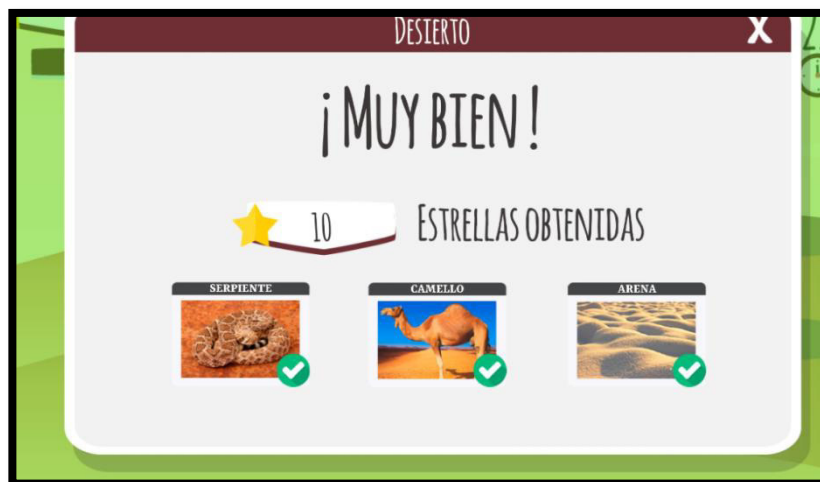 DESIERTO X
¡MUY BIEN!
10 ESTRELLAS OBTENIDAS
SERPIENTE CAMELLO ARENA